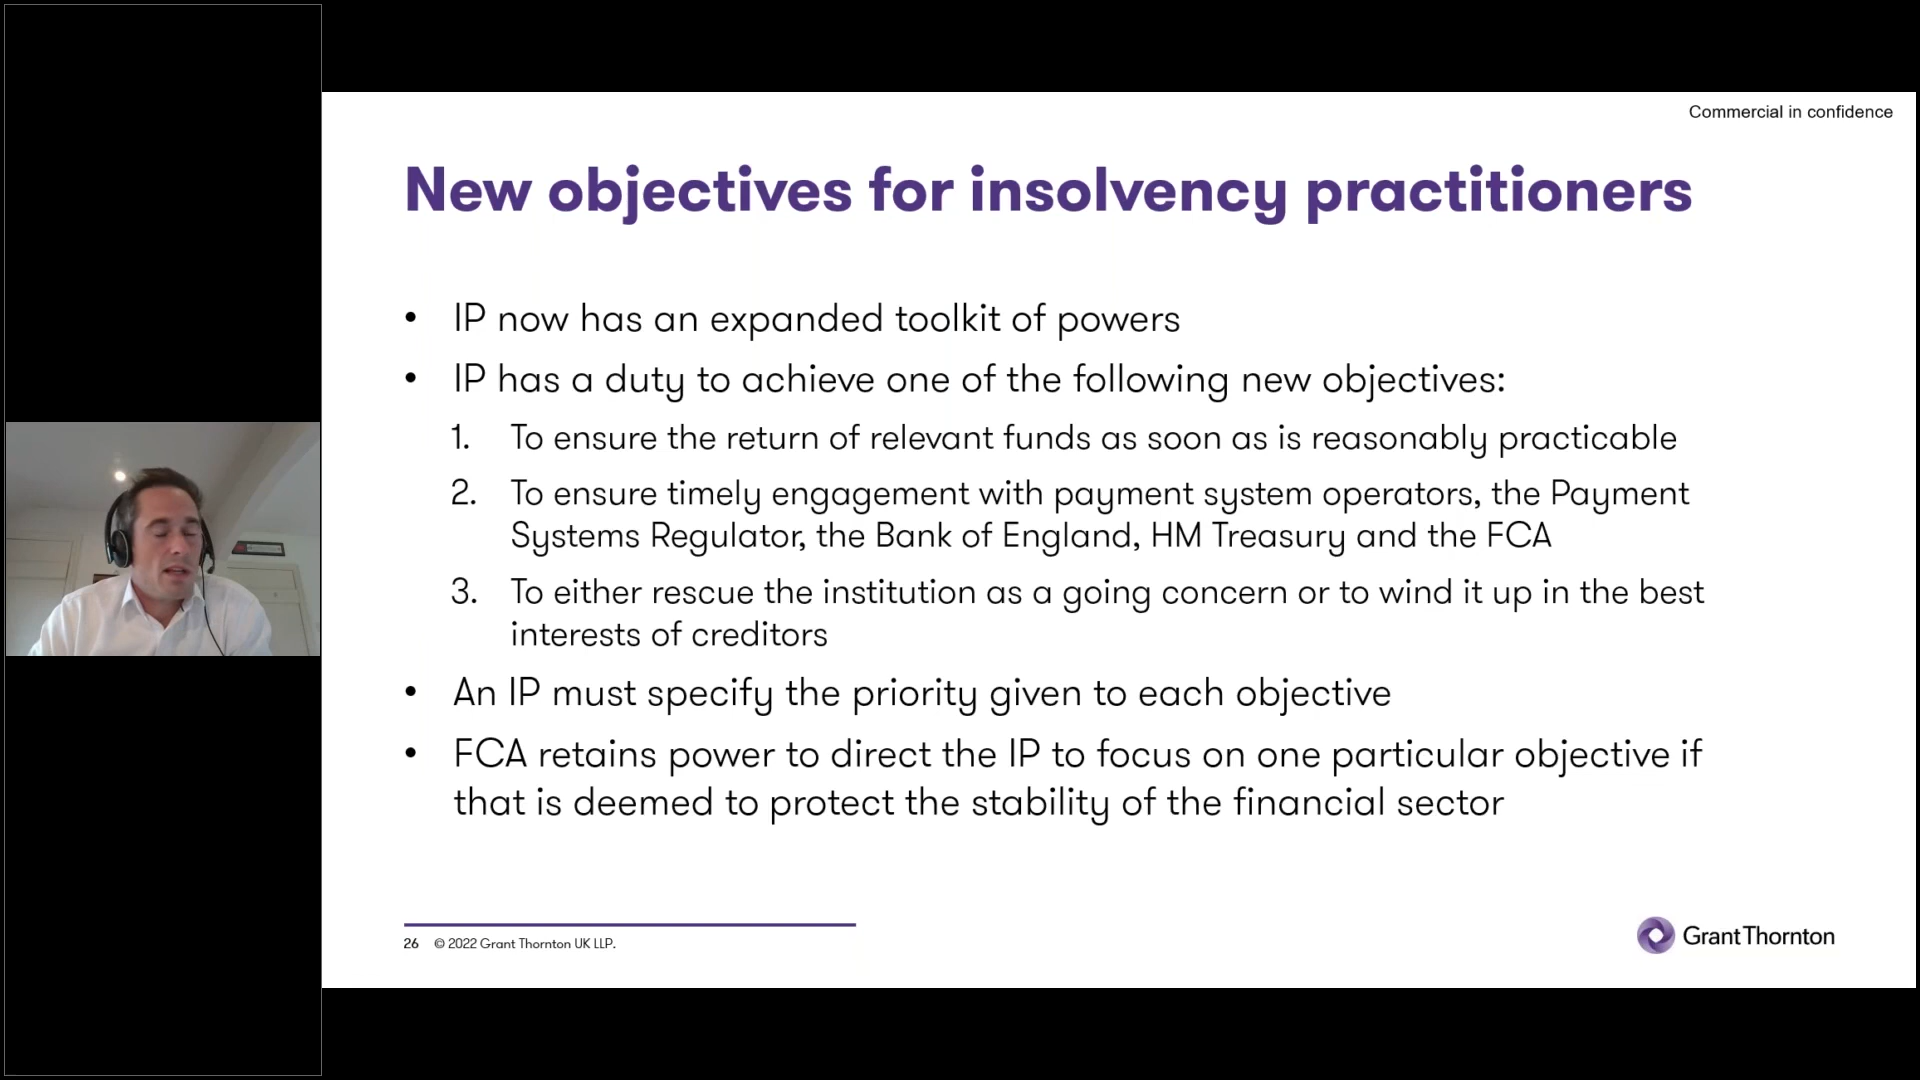 Commercial in confidence
New objectives for insolvency practitioners
• IP now has an expanded toolkit of powers
• IP has a duty to achieve one of the following new objectives:
1. To ensure the return of relevant funds as soon as is reasonably practicable
2. To ensure timely engagement with payment system operators, the Payment
Systems Regulator, the Bank of England, HM Treasury and the FCA
3. To either rescue the institution as a going concern or to wind it up in the best
interests of creditors
• An IP must specify the priority given to each objective
• FCA retains power to direct the IP to focus on one particular objective if
that is deemed to protect the stability of the financial sector
26 © 2022 Grant Thornton UK LLP.
Grant Thornton